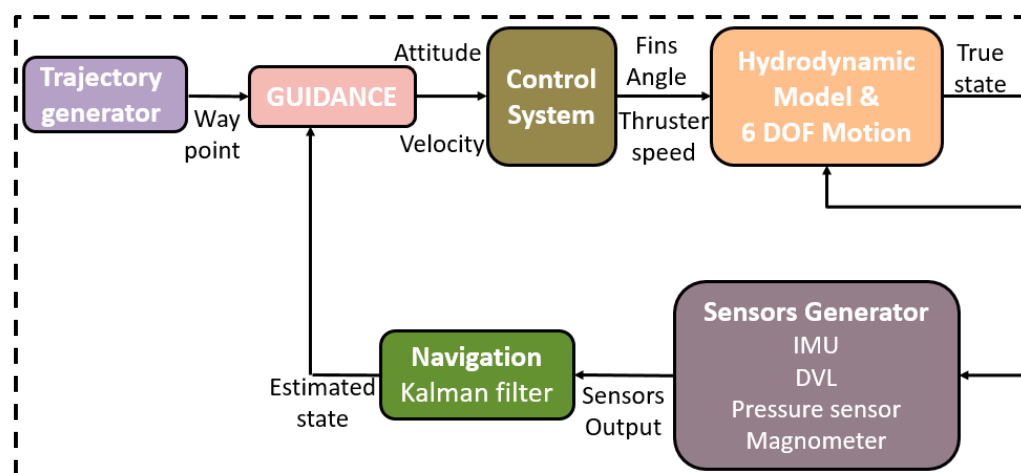 Trajectory
generator
Way
point
GUIDANCE
Attitude
Velocity
Control
System
Fins
Angle
Thruster
speed
Hydrodynamic
Model &
6 DOF Motion
True
state
Sensors Generator
IMU
DVL
Pressure sensor
Magnometer
Sensors
Output
Navigation
Kalman filter
Estimated
state